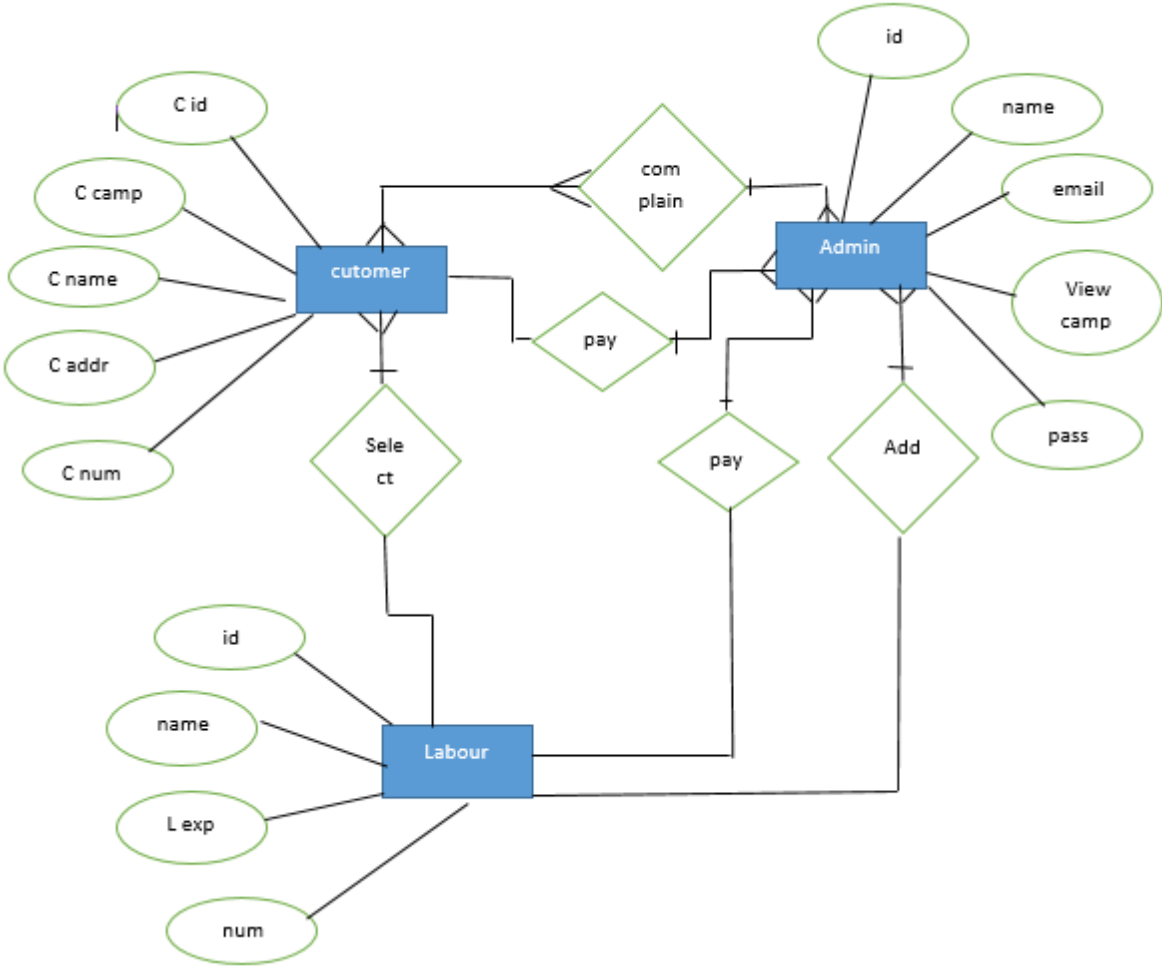 id
C id
name
com
plain
email
C camp
Admin
cutomer
C name
View
camp
pay
C addr
pass
Sele
ct
Add
pay
C num
id
name
Labour
L exp
num